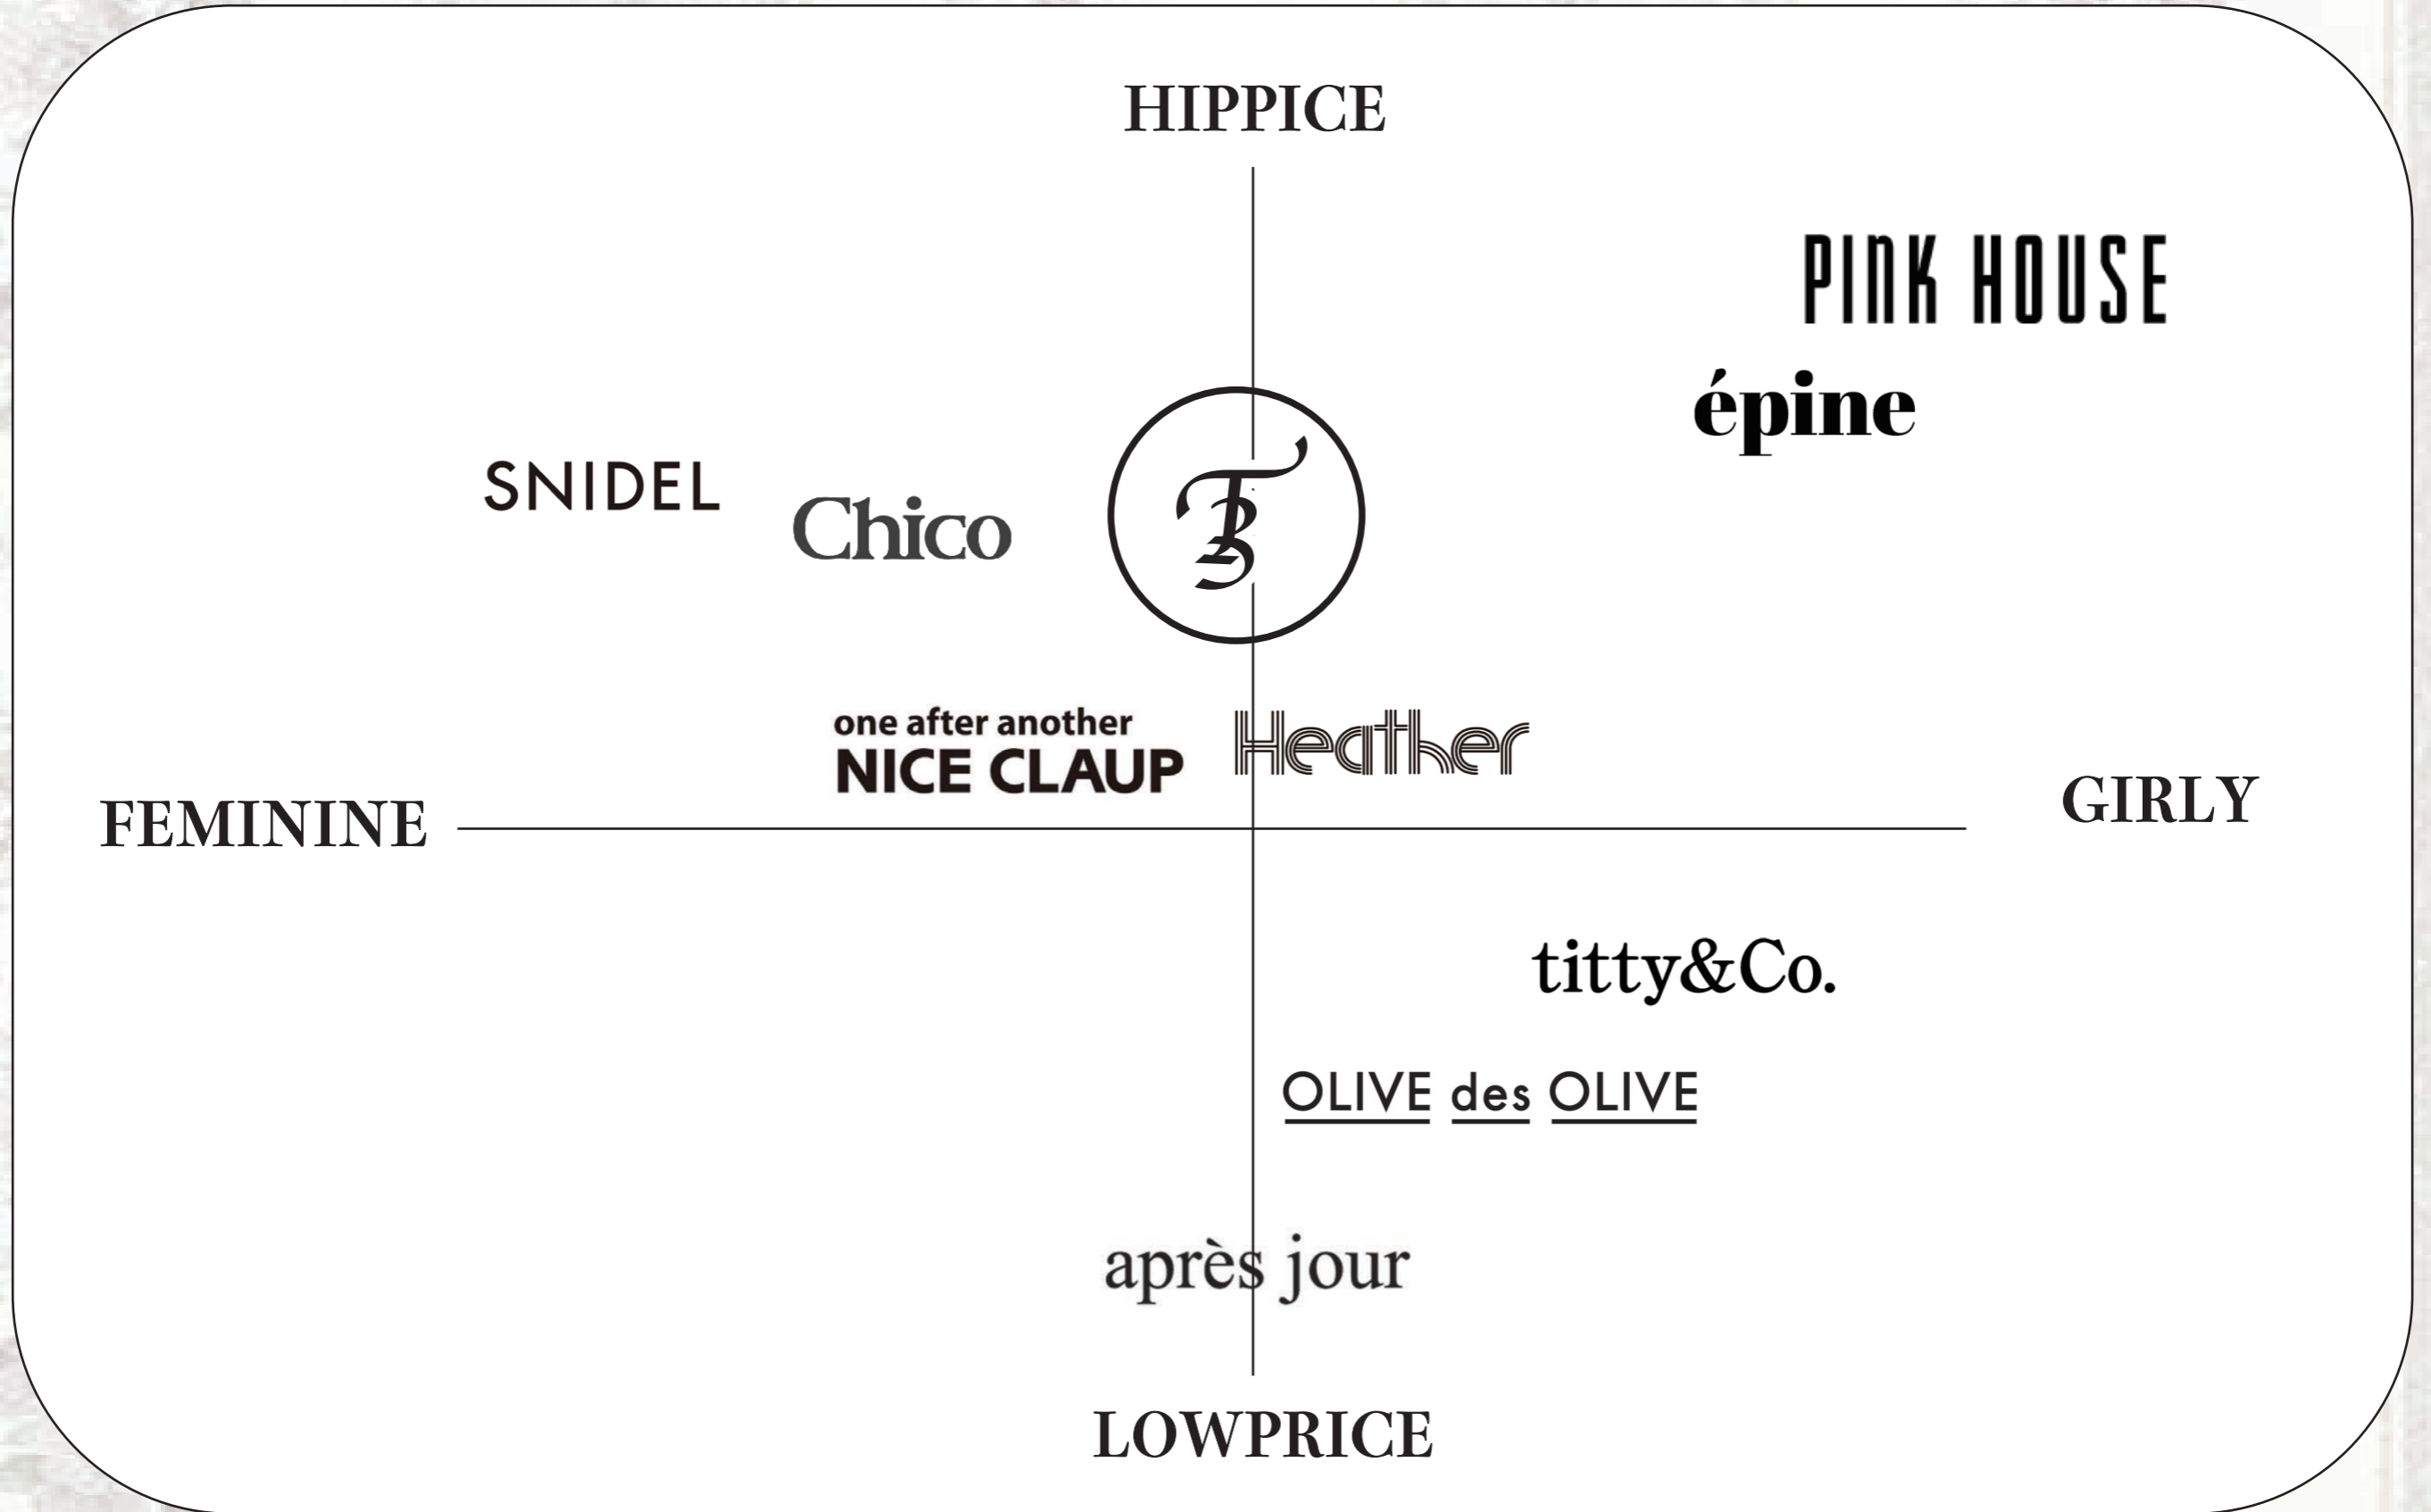 HIPPICE
PINK HOUSE
épine
SNIDEL
Chico
one after another
NICE CLAUP
Heather
FEMININE
GIRLY
titty&Co.
OLIVE des OLIVE
après jour
LOWPRICE